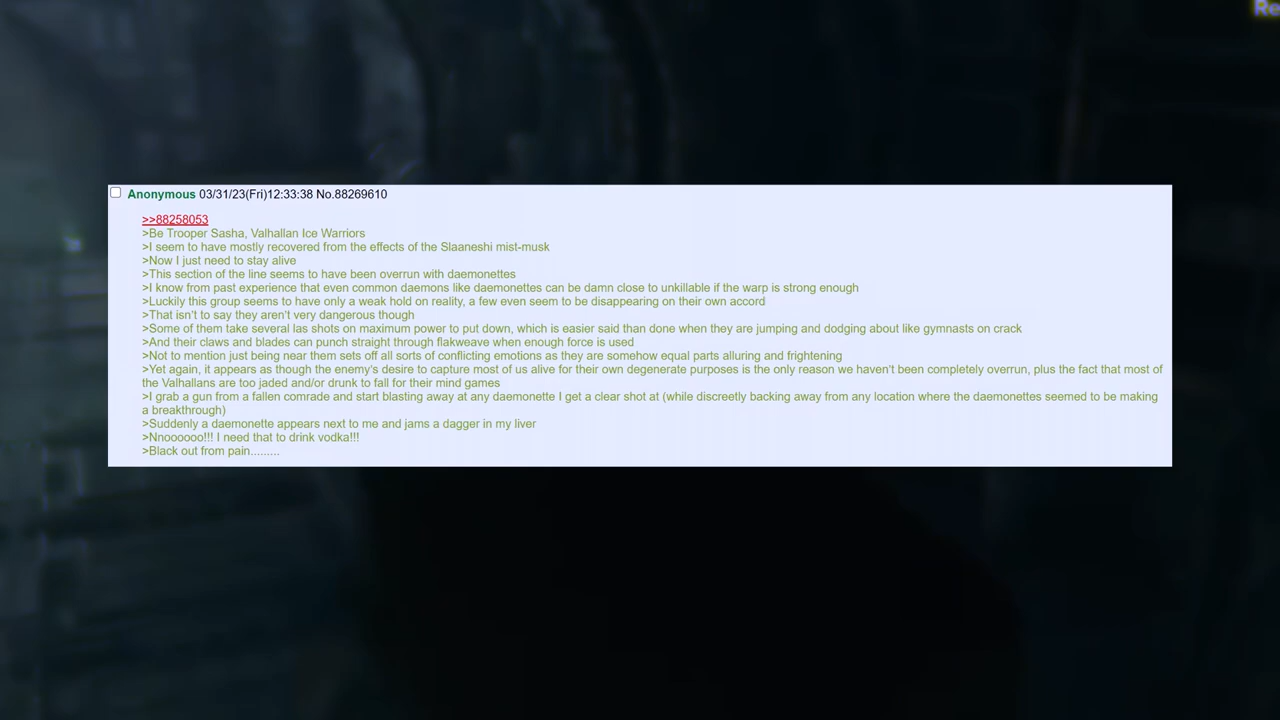 Re
Anonymous 03/31/23(Fri)12:33:38 No.88269610
>>88258053
>Be Trooper Sasha, Valhallan Ice Warriors
>I seem to have mostly recovered from the effects of the Slaaneshi mist-musk
>Now I just need to stay alive
>This section of the line seems to have been overrun with daemonettes
>I know from past experience that even common daemons like daemonettes can be damn close to unkillable if the warp is strong enough
>Luckily this group seems to have only a weak hold on reality, a few even seem to be disappearing on their own accord
>That isn't to say they aren't very dangerous though
>Some of them take several las shots on maximum power to put down, which is easier said than done when they are jumping and dodging about like gymnasts on crack
>And their claws and blades can punch straight through flakweave when enough force is used
>Not to mention just being near them sets off all sorts of conflicting emotions as they are somehow equal parts alluring and frightening
>Yet again, it appears as though the enemy's desire to capture most of us alive for their own degenerate purposes is the only reason we haven't been completely overrun, plus the fact that most of
the Valhallans are too jaded and/or drunk to fall for their mind games
>I grab a gun from a fallen comrade and start blasting away at any daemonette I get a clear shot at (while discreetly backing away from any location where the daemonettes seemed to be making
a breakthrough)
>Suddenly a daemonette appears next to me and jams a dagger in my liver
>Nnoooooo!!! I need that to drink vodka!!!
>Black out from pain.........